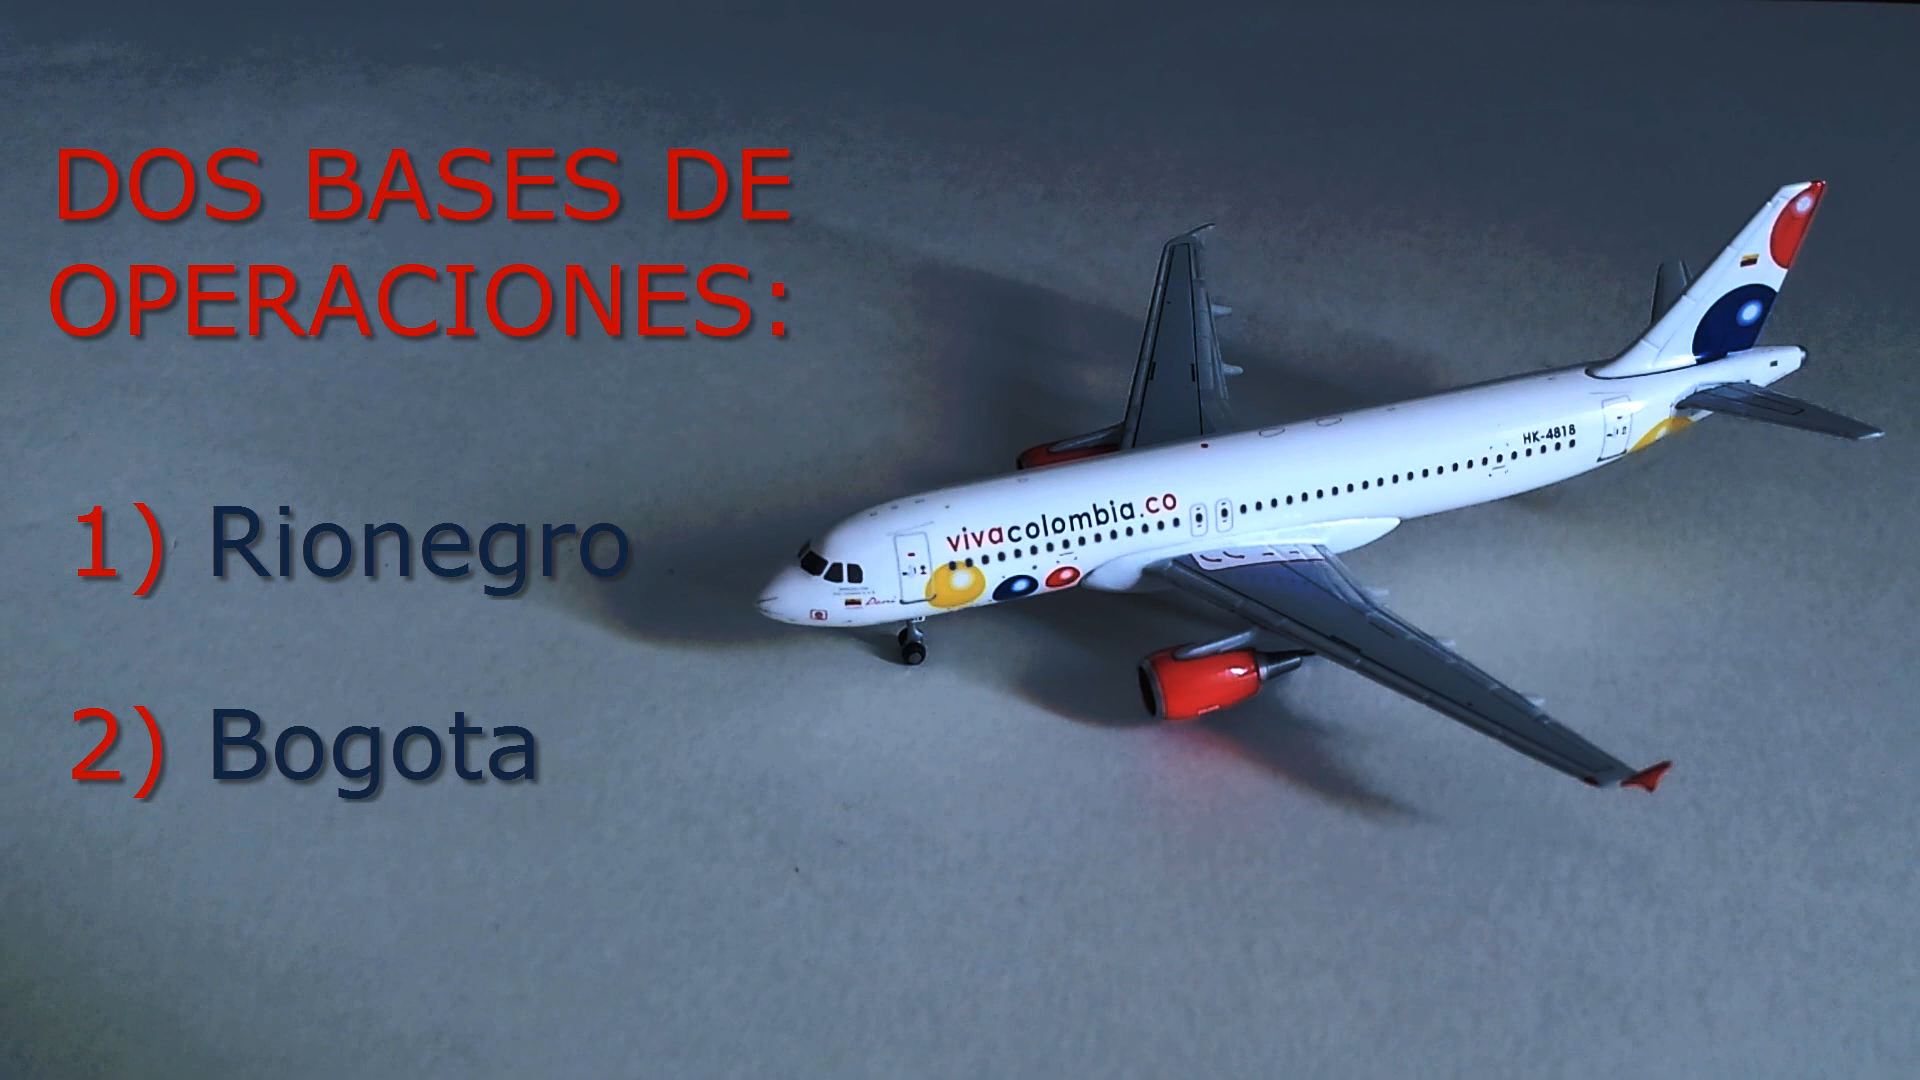 DOS BASES DE
OPERACIONES:
1) Rionegro
2) Bogota
vivacolombia.co
HK-4818